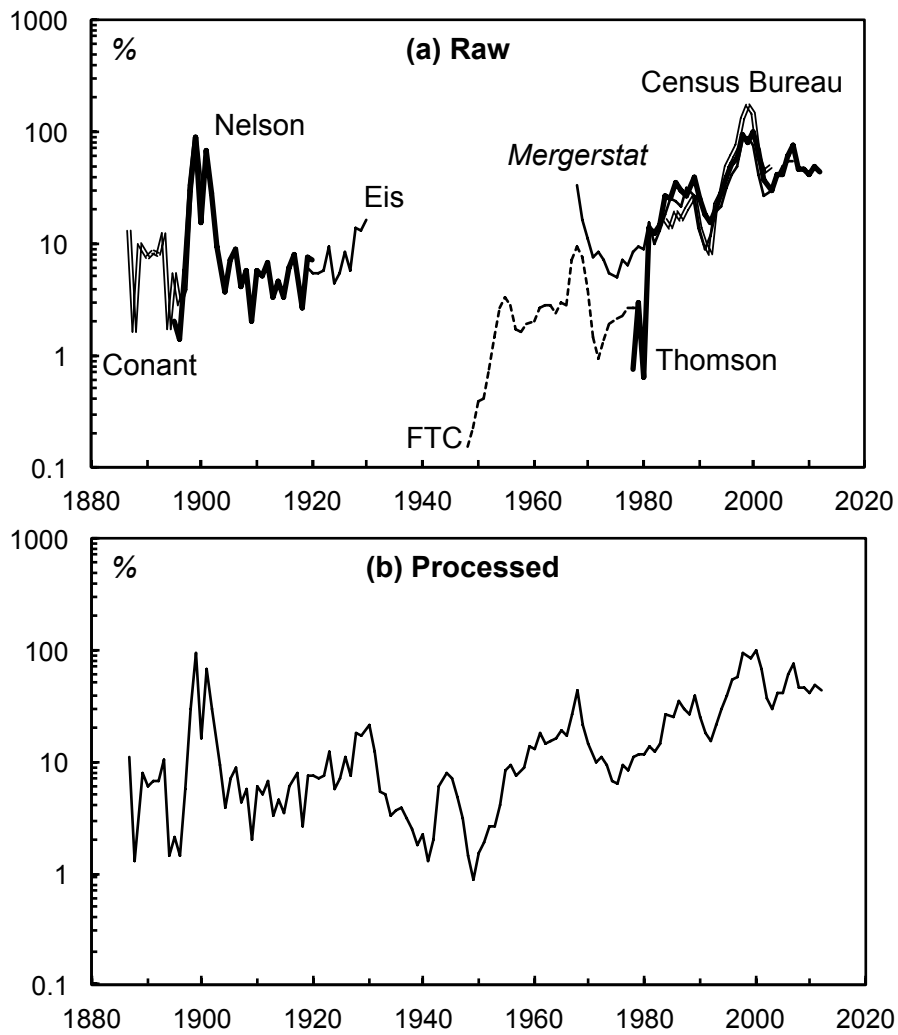 1000
%
(a) Raw
Census Bureau
100
Nelson
Mergerstat
Eis
10
1
Conant
Thomson
FTC
0.1
1880 1900 1920 1940 1960 1980 2000 2020
1000
%
(b) Processed
100
10
1
0.1
1880 1900 1920 1940 1960 1980 2000 2020